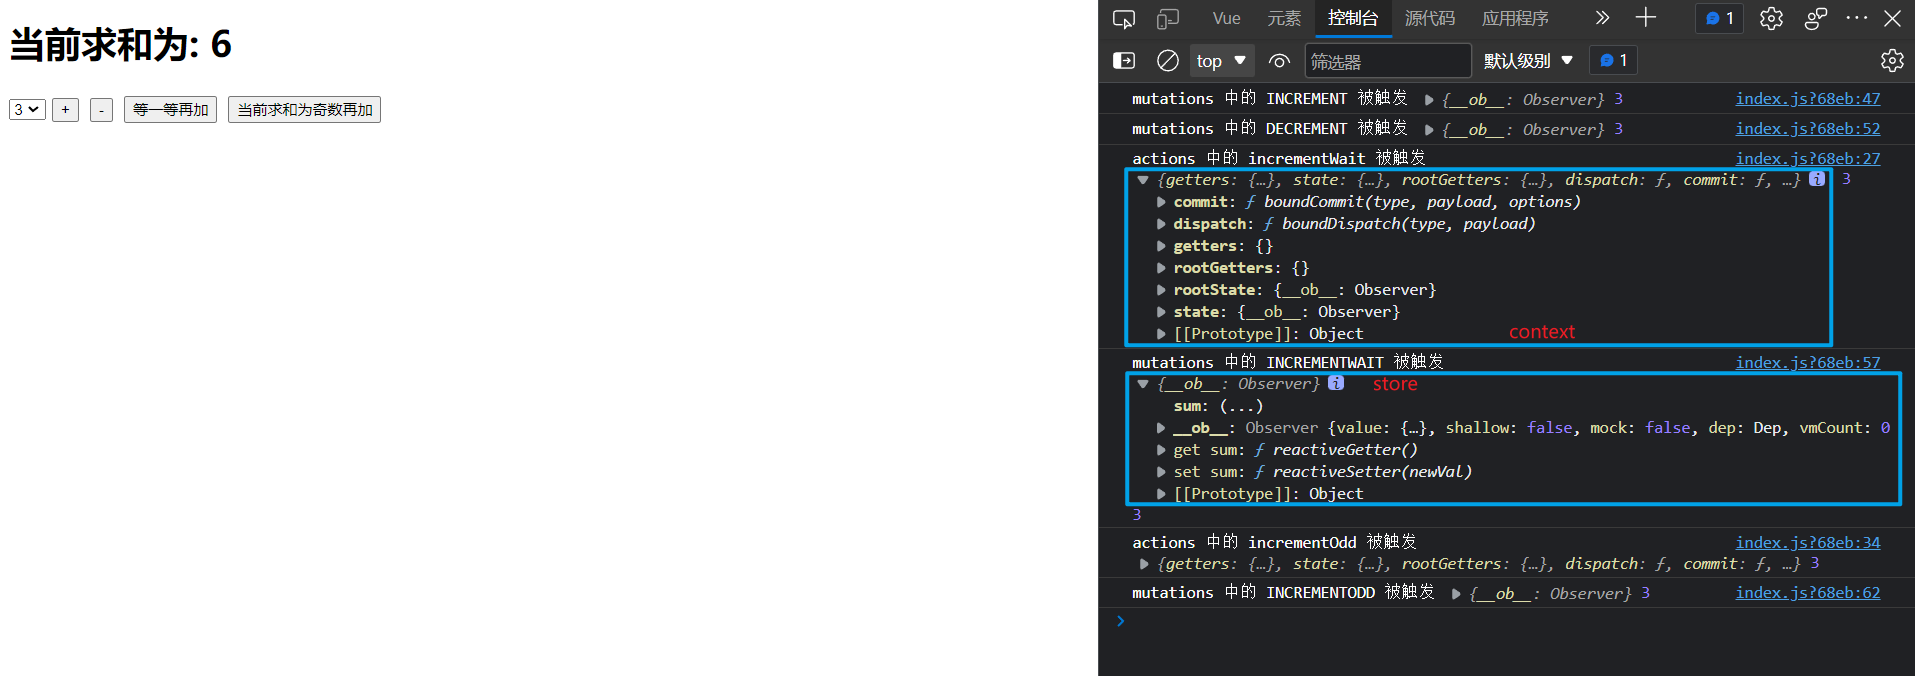 当前求和为: 6
3 + - 等一等再加 当前求和为奇数再加
Vue 元素 控制台 源代码 应用程序 1
top 筛选器 默认级别 1
mutations 中的 INCREMENT 被触发 {__ob__: Observer} 3 index.js?68eb:47
mutations 中的 DECREMENT 被触发 {__ob__: Observer} 3 index.js?68eb:52
actions 中的 incrementWait 被触发 index.js?68eb:27
{getters: {…}, state: {…}, rootGetters: {…}, dispatch: ƒ, commit: ƒ, …} i 3
commit: ƒ boundCommit(type, payload, options)
dispatch: ƒ boundDispatch(type, payload)
getters: {}
rootGetters: {}
rootState: {__ob__: Observer}
state: {__ob__: Observer}
[[Prototype]]: Object context
mutations 中的 INCREMENTWAIT 被触发 index.js?68eb:57
{__ob__: Observer} i store
sum: (...)
__ob__: Observer {value: {…}, shallow: false, mock: false, dep: Dep, vmCount: 0
get sum: ƒ reactiveGetter()
set sum: ƒ reactiveSetter(newVal)
[[Prototype]]: Object
3
actions 中的 incrementOdd 被触发 index.js?68eb:34
{getters: {…}, state: {…}, rootGetters: {…}, dispatch: ƒ, commit: ƒ, …} 3
mutations 中的 INCREMENTODD 被触发 {__ob__: Observer} 3 index.js?68eb:62